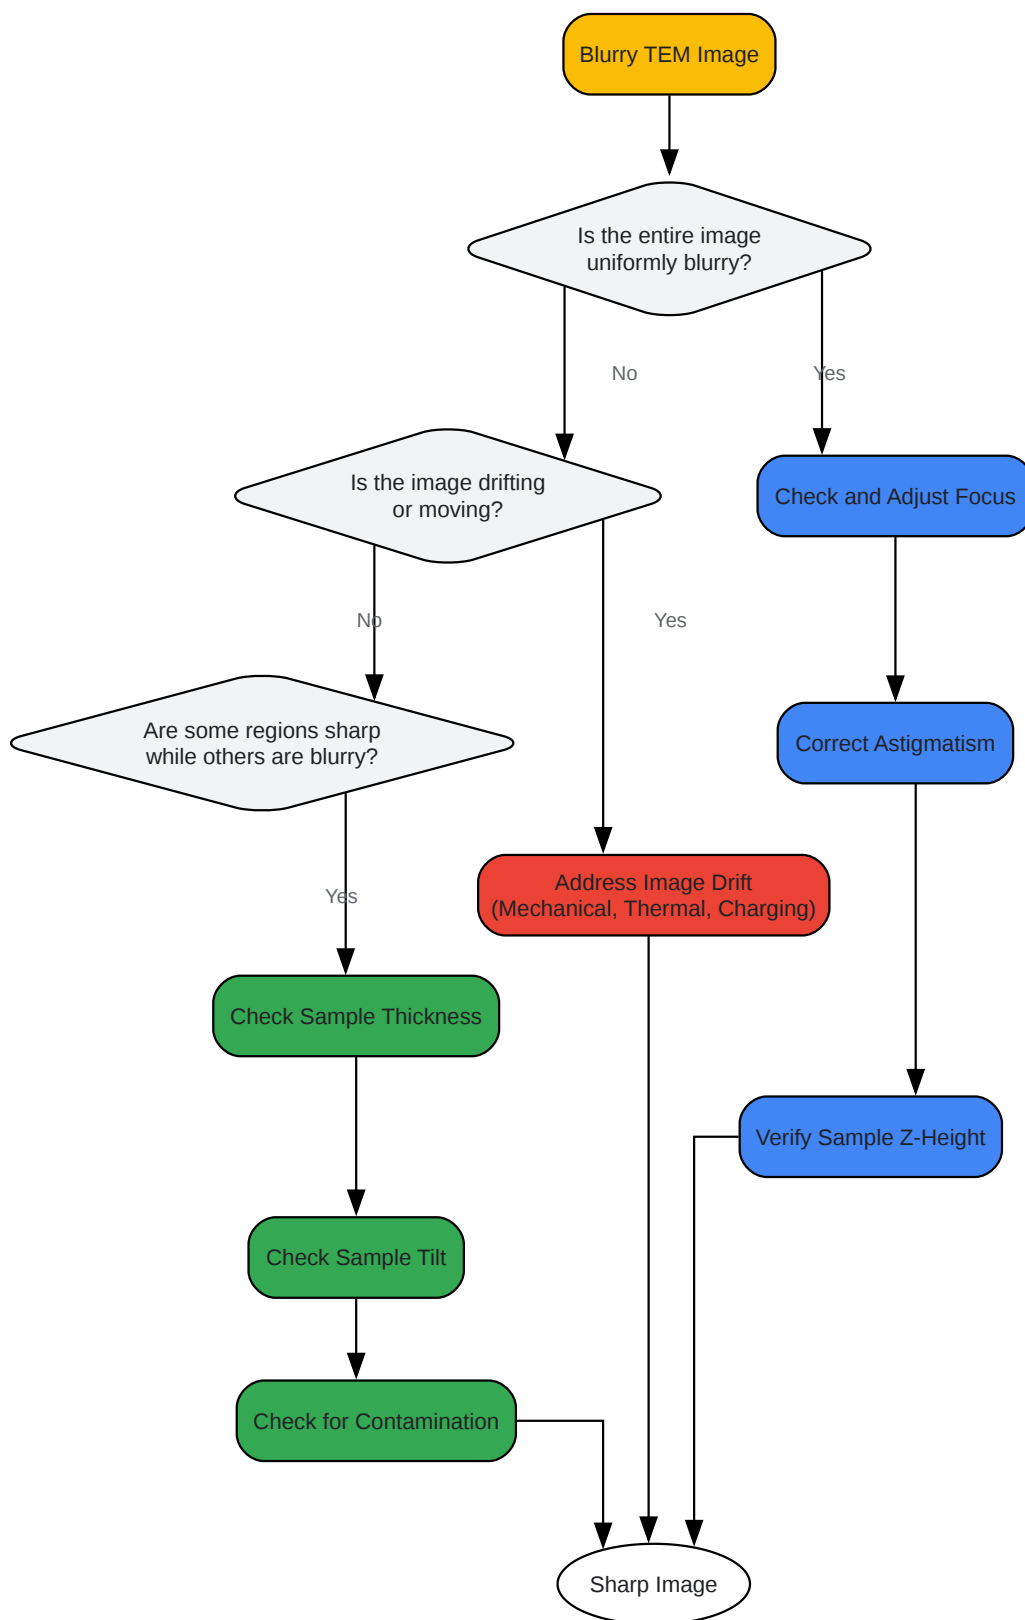 Blurry TEM Image
Is the entire image
uniformly blurry?
No
Yes
Is the image drifting
or moving?
Check and Adjust Focus
No
Yes
Are some regions sharp
while others are blurry?
Correct Astigmatism
Yes
Address Image Drift
(Mechanical, Thermal, Charging)
Check Sample Thickness
Verify Sample Z-Height
Check Sample Tilt
Check for Contamination
Sharp Image